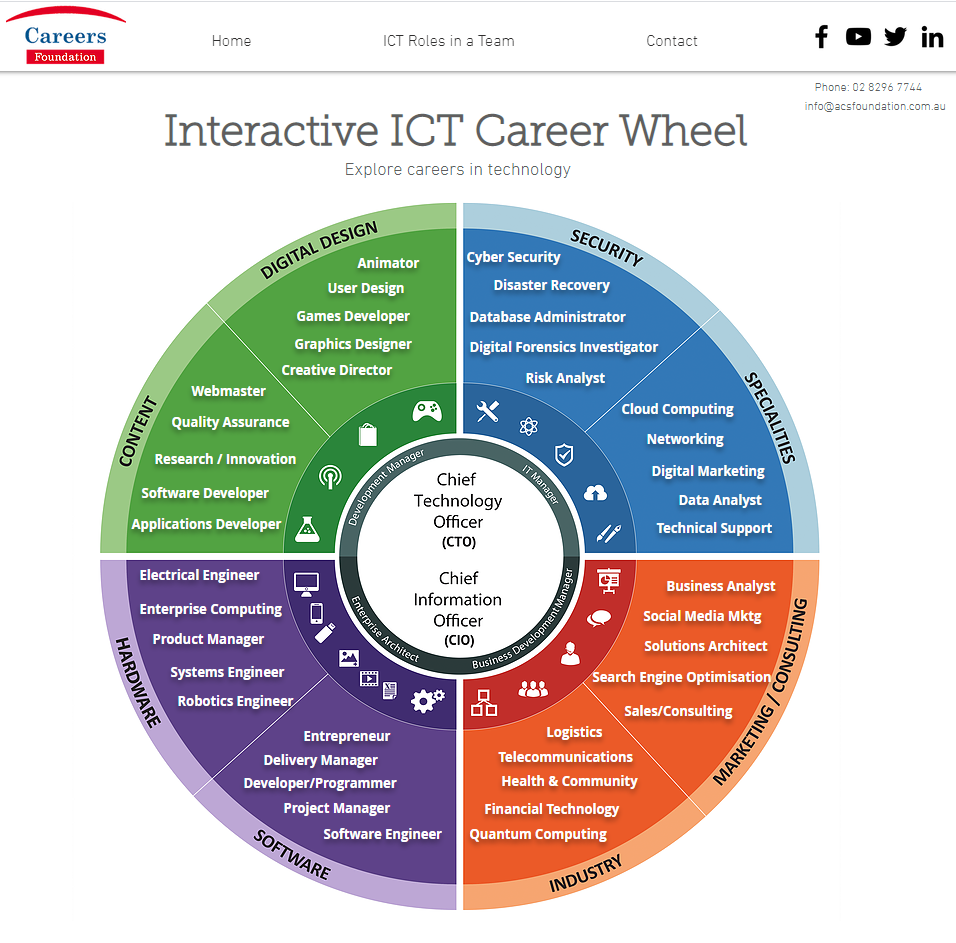 Careers
Foundation
Home
ICT Roles in a Team
Contact
Phone: 02 8296 7744
info@acsfoundation.com.au
Interactive ICT Career Wheel
Explore careers in technology
DIGITAL DESIGN
Animator
User Design
Games Developer
Graphics Designer
Creative Director
SECURITY
Cyber Security
Disaster Recovery
Database Administrator
Digital Forensics Investigator
Risk Analyst
CONTENT
Webmaster
Quality Assurance
Research / Innovation
Software Developer
Applications Developer
SPECIALITIES
Cloud Computing
Networking
Digital Marketing
Data Analyst
Technical Support
Development Manager
IT Manager
Chief
Technology
Officer
(CTO)
Chief
Information
Officer
(CIO)
Enterprise Architect
Business Development Manager
HARDWARE
Electrical Engineer
Enterprise Computing
Product Manager
Systems Engineer
Robotics Engineer
MARKETING / CONSULTING
Business Analyst
Social Media Mktg
Solutions Architect
Search Engine Optimisation
Sales/Consulting
SOFTWARE
Entrepreneur
Delivery Manager
Developer/Programmer
Project Manager
Software Engineer
INDUSTRY
Logistics
Telecommunications
Health & Community
Financial Technology
Quantum Computing